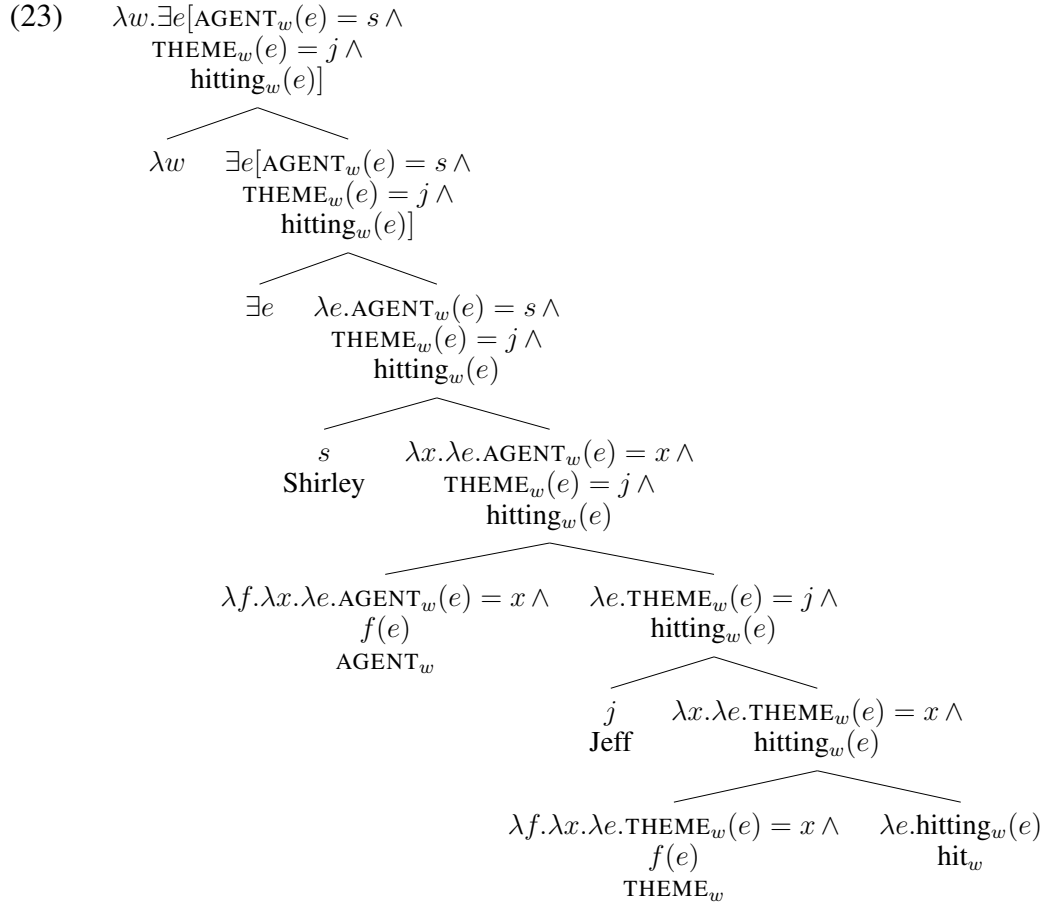 (23) λw.∃e[AGENT_w(e) = s ∧
THEME_w(e) = j ∧
hitting_w(e)]
λw ∃e[AGENT_w(e) = s ∧
THEME_w(e) = j ∧
hitting_w(e)]
∃e λe.AGENT_w(e) = s ∧
THEME_w(e) = j ∧
hitting_w(e)
s λx.λe.AGENT_w(e) = x ∧
Shirley THEME_w(e) = j ∧
hitting_w(e)
λf.λx.λe.AGENT_w(e) = x ∧ λe.THEME_w(e) = j ∧
f(e) hitting_w(e)
AGENT_w
j λx.λe.THEME_w(e) = x ∧
Jeff hitting_w(e)
λf.λx.λe.THEME_w(e) = x ∧ λe.hitting_w(e)
f(e) hit_w
THEME_w